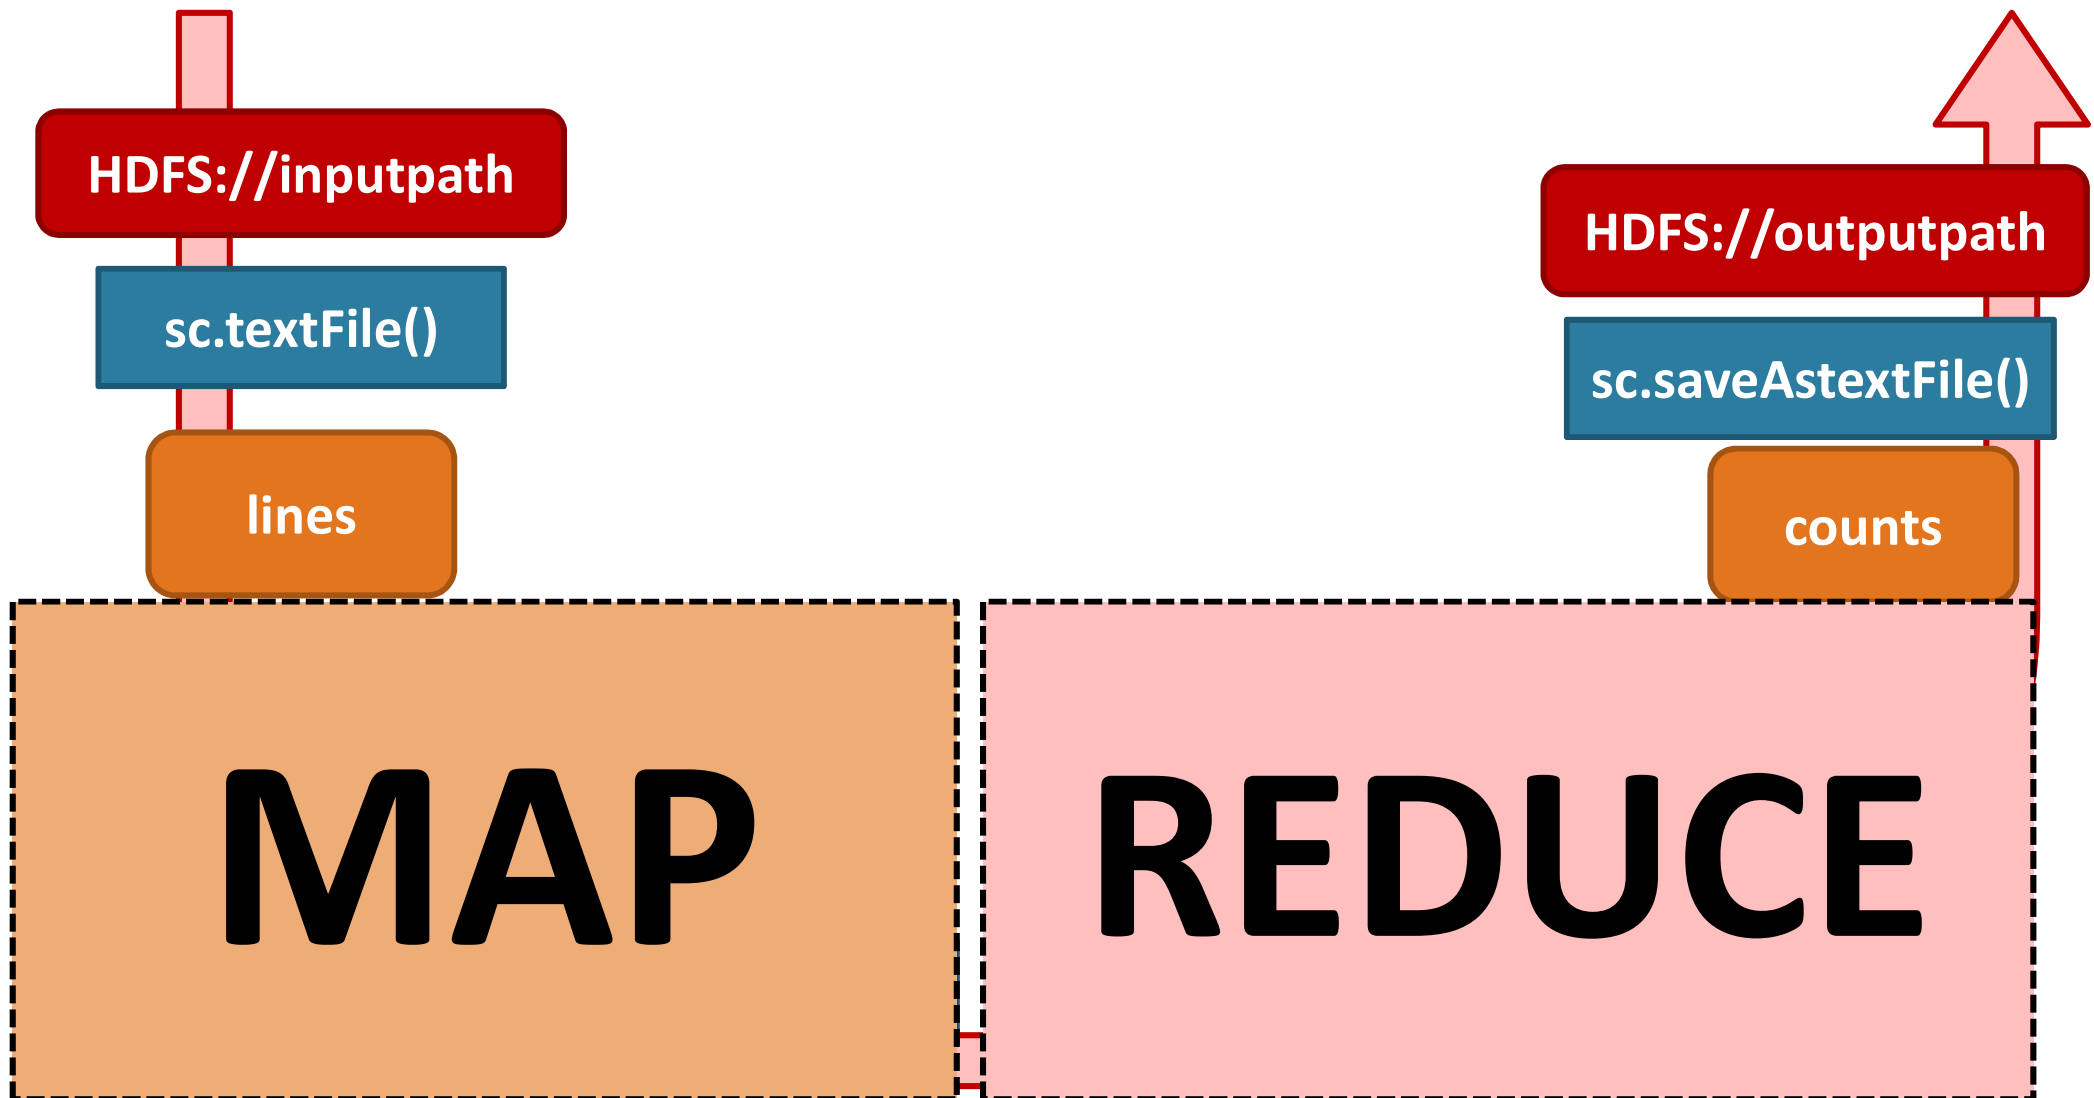 HDFS://inputpath
sc.textFile()
lines
MAP
HDFS://outputpath
sc.saveAstextFile()
counts
REDUCE